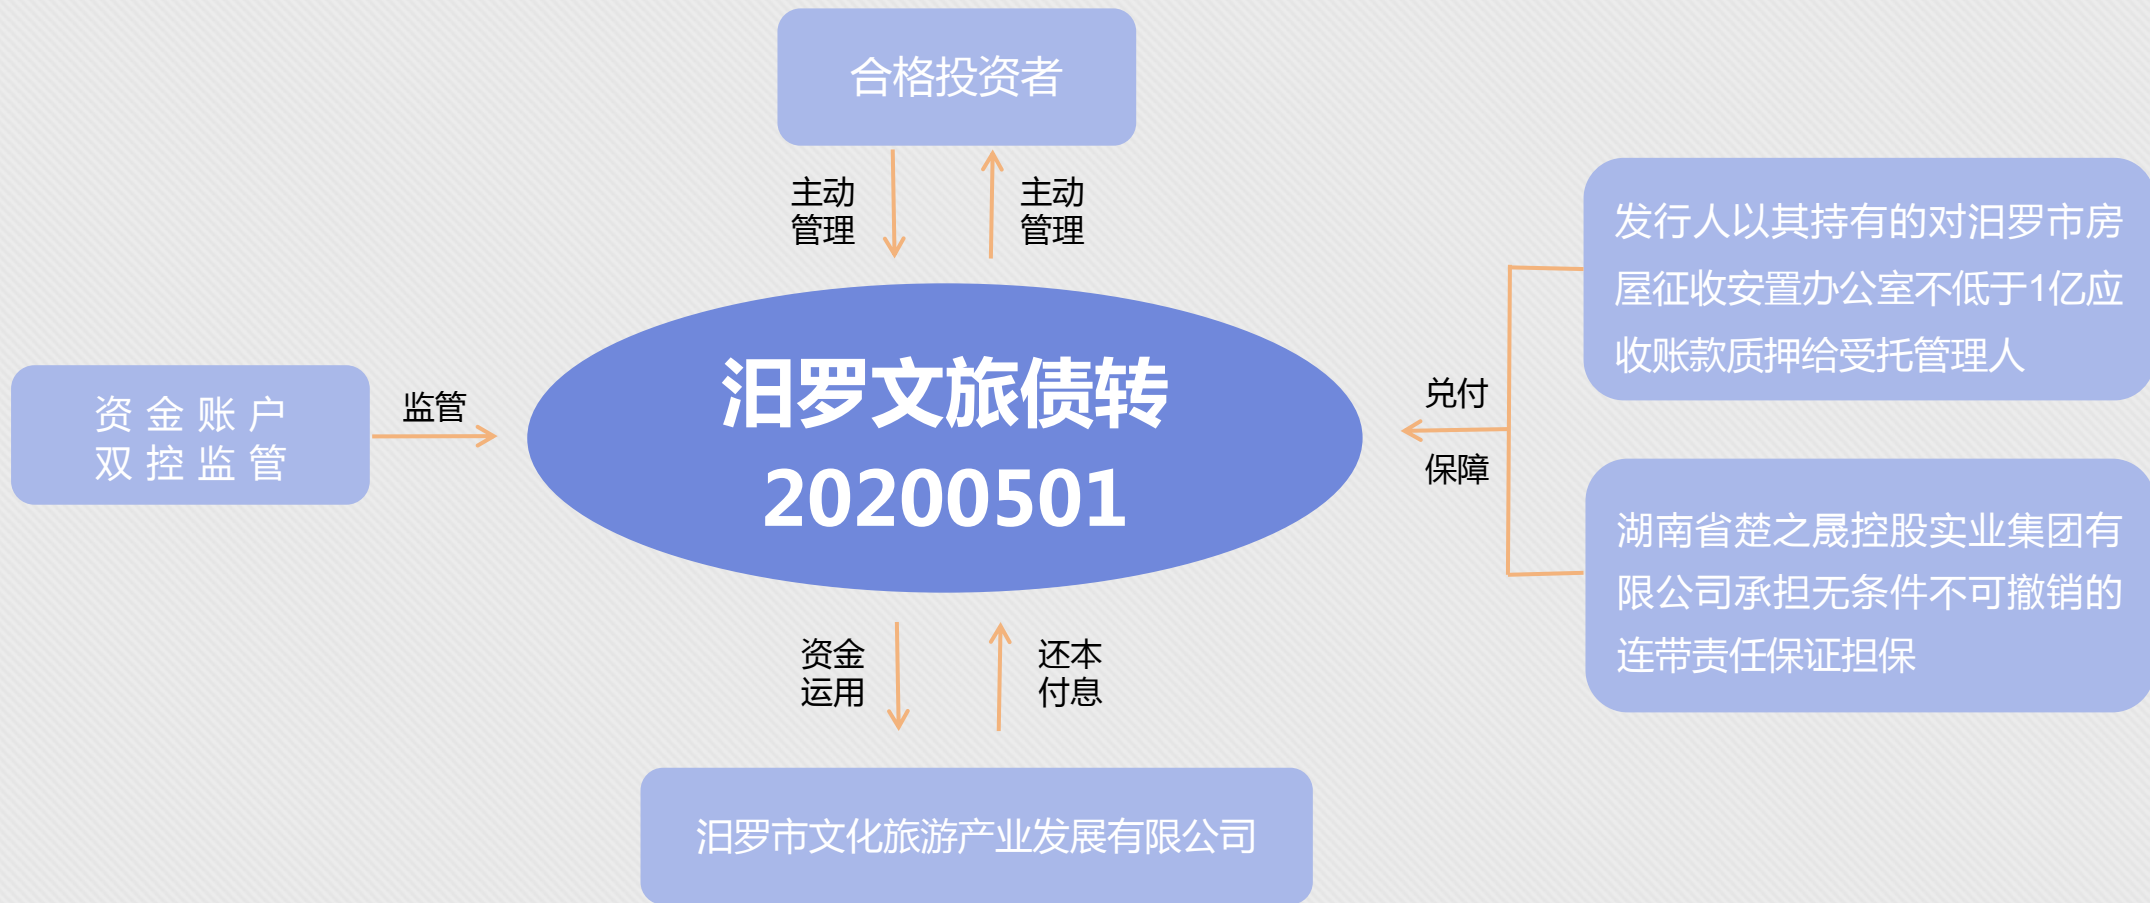 合格投资者
主动
管理
主动
管理
发行人以其持有的对汨罗市房
屋征收安置办公室不低于1亿应
收账款质押给受托管理人
资金账户
双控监管
监管
汨罗文旅债转
20200501
兑付
保障
湖南省楚之晟控股实业集团有
限公司承担无条件不可撤销的
连带责任保证担保
资金
运用
还本
付息
汨罗市文化旅游产业发展有限公司